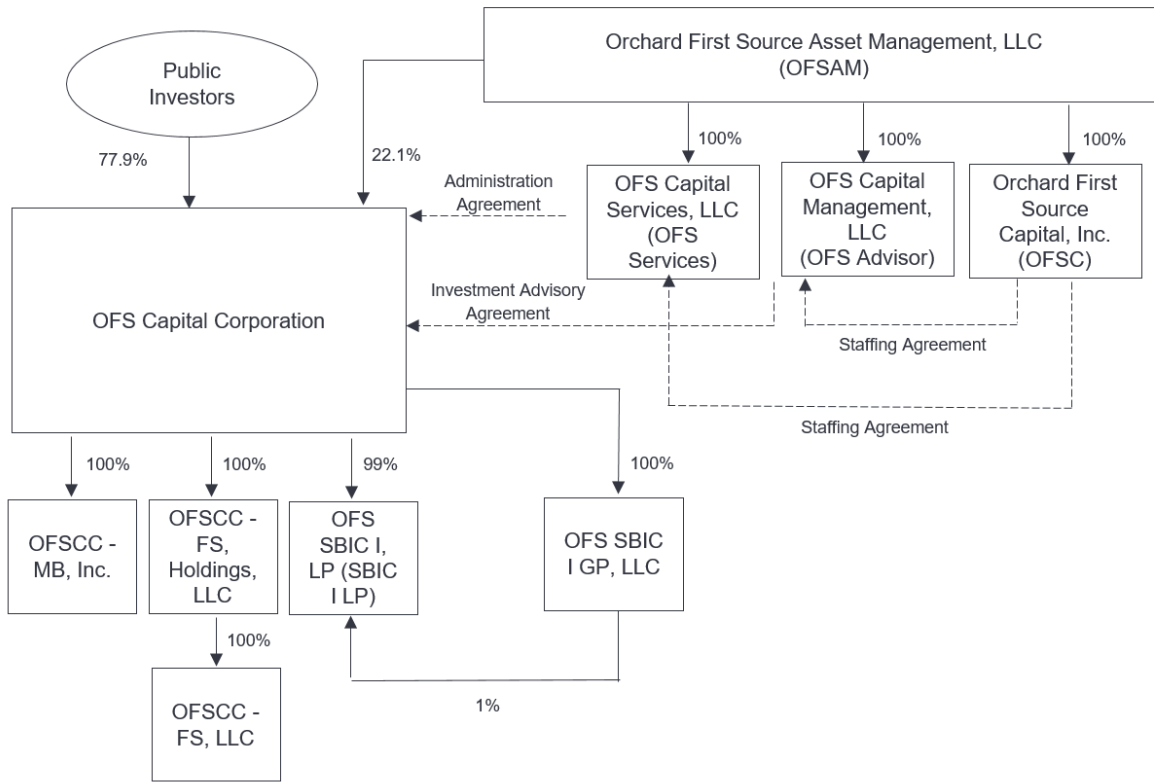 Orchard First Source Asset Management, LLC
(OFSAM)
Public
Investors
77.9%
22.1%
100%
100%
100%
Administration
Agreement
OFS Capital
Services, LLC
(OFS
Services)
OFS Capital
Management,
LLC
(OFS Advisor)
Orchard First
Source
Capital, Inc.
(OFSC)
OFS Capital Corporation
Investment Advisory
Agreement
Staffing Agreement
Staffing Agreement
100%
100%
99%
100%
OFSCC -
MB, Inc.
OFSCC -
FS,
Holdings,
LLC
OFS
SBIC I,
LP (SBIC
I LP)
OFS SBIC
I GP, LLC
100%
1%
OFSCC -
FS, LLC